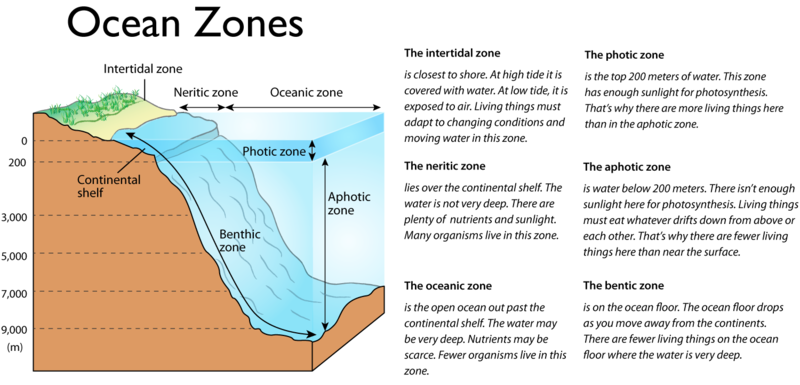 Ocean Zones
Intertidal zone
Neritic zone
Oceanic zone
0
Photic zone
200
Continental
shelf
Aphotic
zone
3,000
Benthic
zone
5,000
7,000
9,000
(m)
The intertidal zone
is closest to shore. At high tide it is
covered with water. At low tide, it is
exposed to air. Living things must
adapt to changing conditions and
moving water in this zone.
The neritic zone
lies over the continental shelf. The
water is not very deep. There are
plenty of nutrients and sunlight.
Many organisms live in this zone.
The oceanic zone
is the open ocean out past the
continental shelf. The water may
be very deep. Nutrients may be
scarce. Fewer organisms live in this
zone.
The photic zone
is the top 200 meters of water. This zone
has enough sunlight for photosynthesis.
That's why there are more living things here
than in the aphotic zone.
The aphotic zone
is water below 200 meters. There isn't enough
sunlight here for photosynthesis. Living things
must eat whatever drifts down from above or
each other. That's why there are fewer living
things here than near the surface.
The bentic zone
is on the ocean floor. The ocean floor drops
as you move away from the continents.
There are fewer living things on the ocean
floor where the water is very deep.